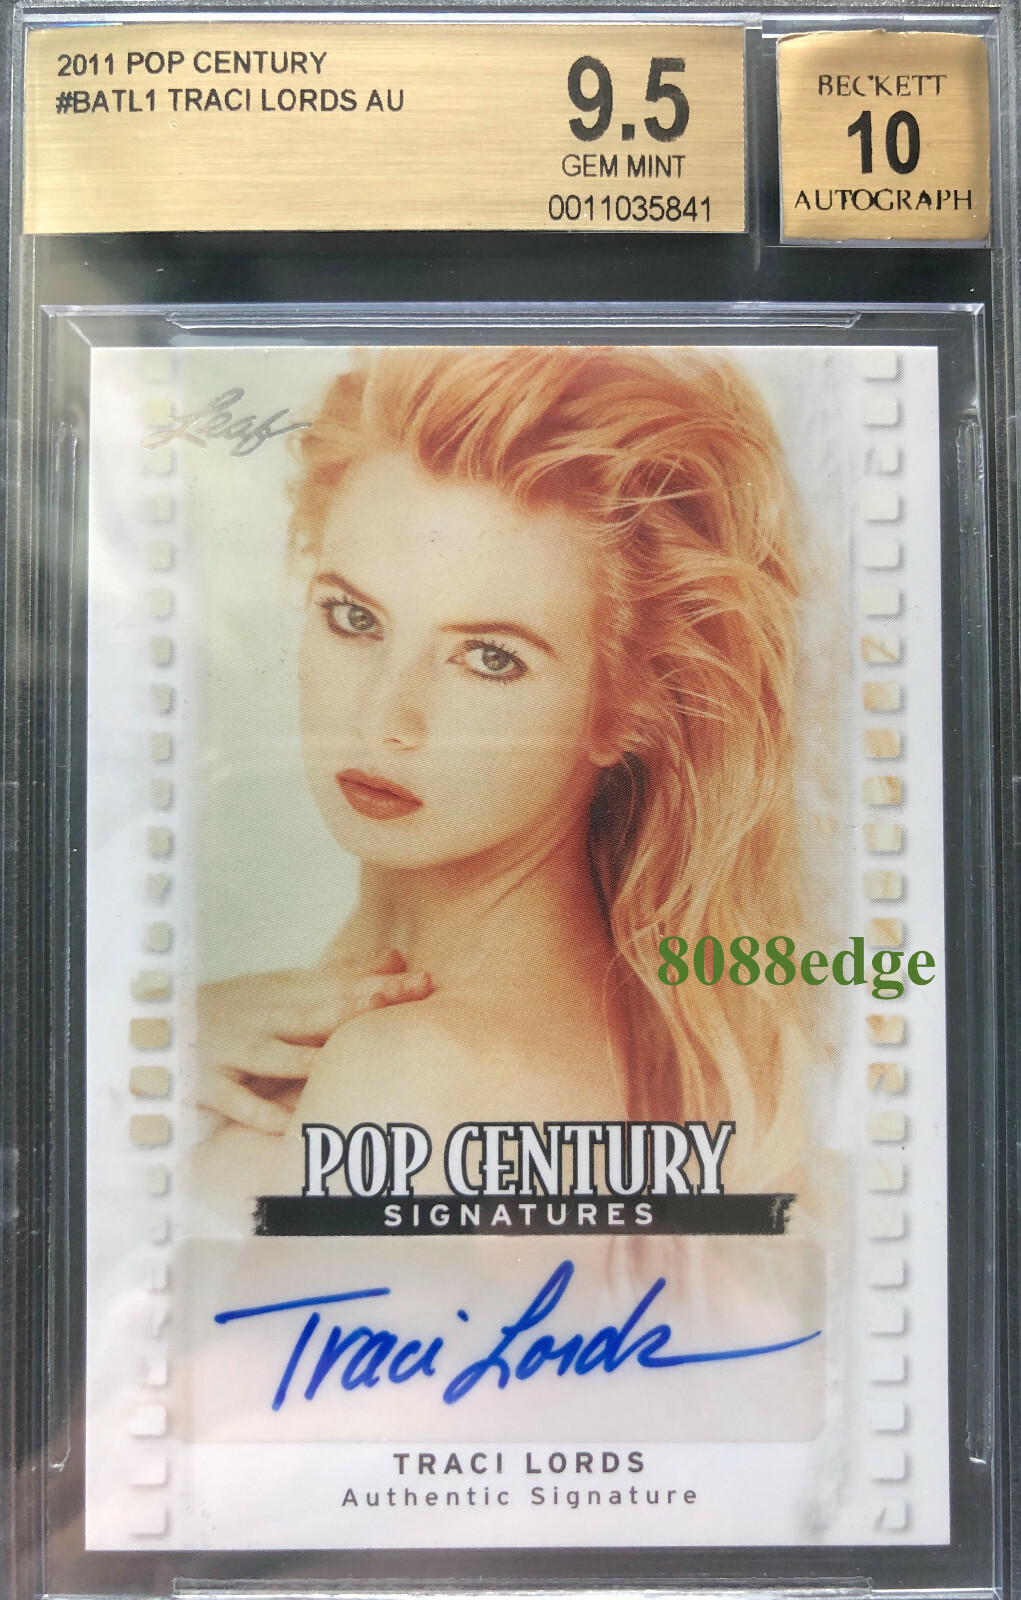 2011 POP CENTURY
#BATL1 TRACI LORDS AU
9.5
GEM MINT
0011035841
BECKETT
10
AUTOGRAPH
Leaf
8088edge
POP CENTURY
SIGNATURES
Traci Lords
TRACI LORDS
Authentic Signature